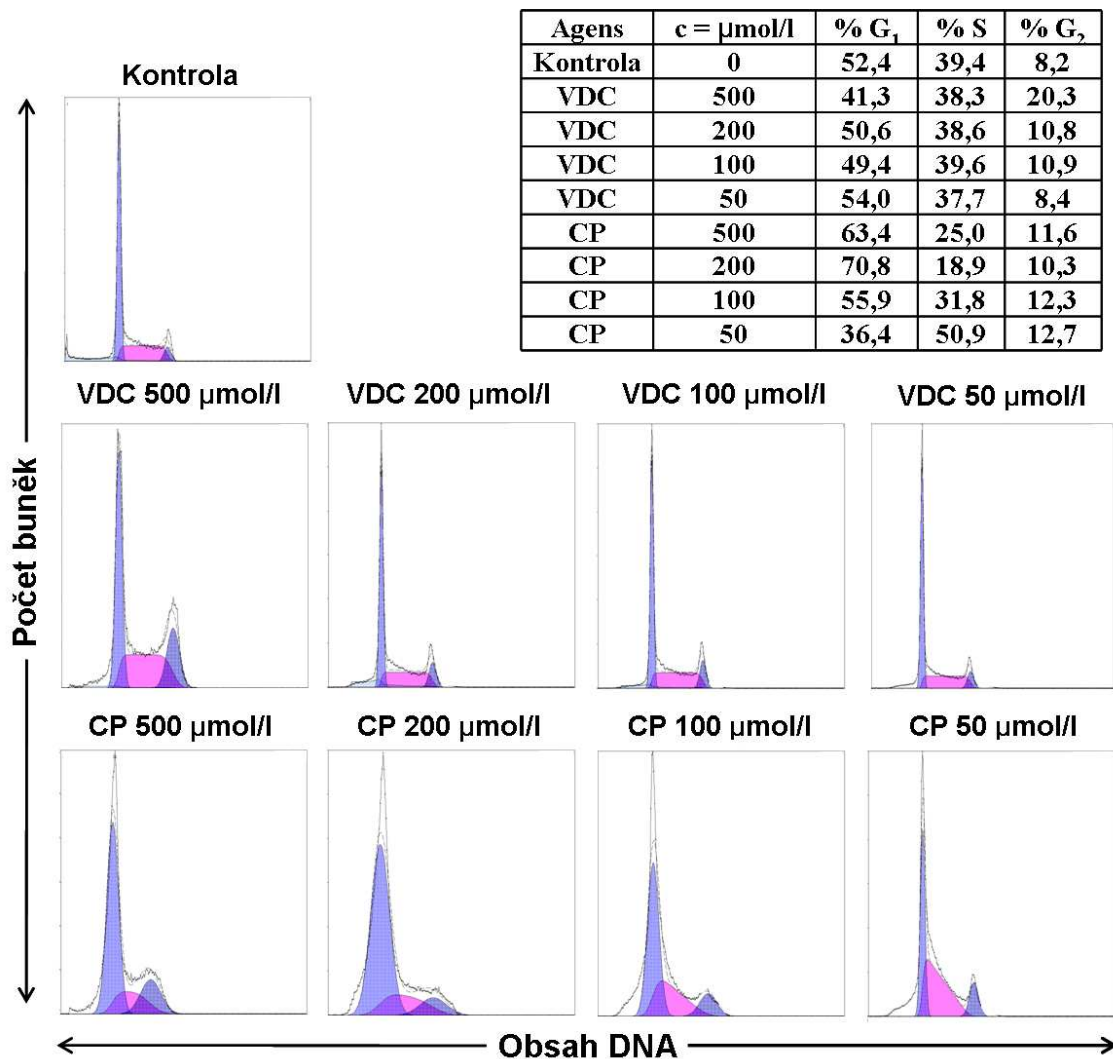 Agens c = µmol/l % G₁ % S % G₂
Kontrola 0 52,4 39,4 8,2
VDC 500 41,3 38,3 20,3
VDC 200 50,6 38,6 10,8
VDC 100 49,4 39,6 10,9
VDC 50 54,0 37,7 8,4
CP 500 63,4 25,0 11,6
CP 200 70,8 18,9 10,3
CP 100 55,9 31,8 12,3
CP 50 36,4 50,9 12,7
Kontrola
VDC 500 µmol/l VDC 200 µmol/l VDC 100 µmol/l VDC 50 µmol/l
CP 500 µmol/l CP 200 µmol/l CP 100 µmol/l CP 50 µmol/l
Počet buněk
Obsah DNA